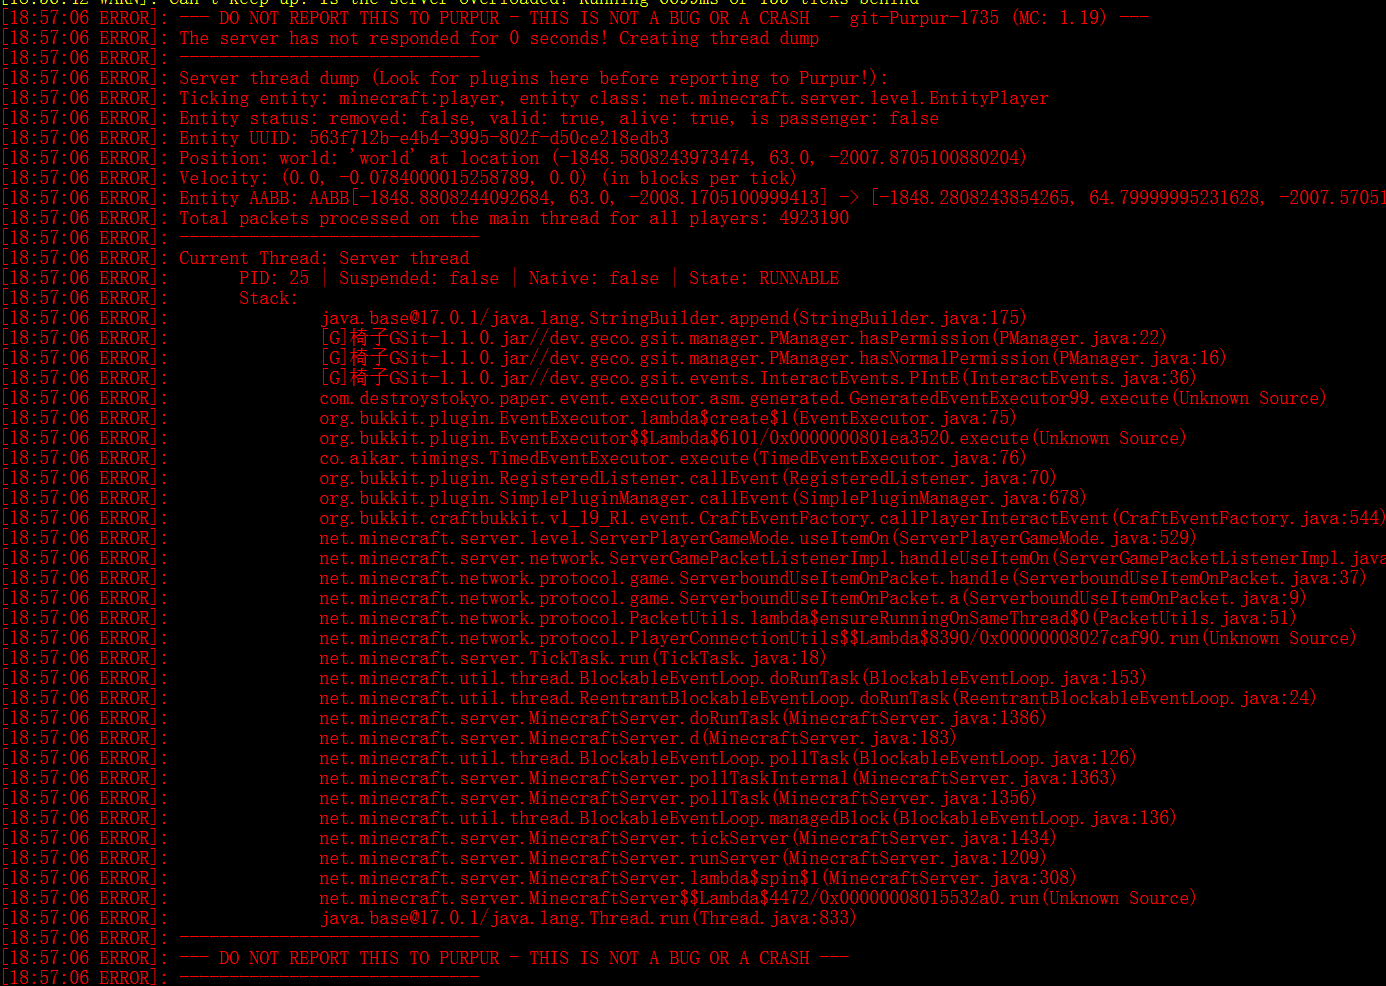 [18:56:42 WARN]: Can't keep up! Is the server overloaded? Running 6699ms or 133 ticks behind
[18:57:06 ERROR]: --- DO NOT REPORT THIS TO PURPUR - THIS IS NOT A BUG OR A CRASH  - git-Purpur-1735 (MC: 1.19) ---
[18:57:06 ERROR]: The server has not responded for 0 seconds! Creating thread dump
[18:57:06 ERROR]: ------------------------------
[18:57:06 ERROR]: Server thread dump (Look for plugins here before reporting to Purpur!):
[18:57:06 ERROR]: Ticking entity: minecraft:player, entity class: net.minecraft.server.level.EntityPlayer
[18:57:06 ERROR]: Entity status: removed: false, valid: true, alive: true, is passenger: false
[18:57:06 ERROR]: Entity UUID: 563f712b-e4b4-3995-802f-d50ce218edb3
[18:57:06 ERROR]: Position: world: 'world' at location (-1848.5808243973474, 63.0, -2007.8705100880204)
[18:57:06 ERROR]: Velocity: (0.0, -0.0784000015258789, 0.0) (in blocks per tick)
[18:57:06 ERROR]: Entity AABB: AABB[-1848.8808244092684, 63.0, -2008.1705100999413] -> [-1848.2808243854265, 64.79999995231628, -2007.57051
[18:57:06 ERROR]: Total packets processed on the main thread for all players: 4923190
[18:57:06 ERROR]: ------------------------------
[18:57:06 ERROR]: Current Thread: Server thread
[18:57:06 ERROR]: PID: 25 | Suspended: false | Native: false | State: RUNNABLE
[18:57:06 ERROR]: Stack:
[18:57:06 ERROR]: java.base@17.0.1/java.lang.StringBuilder.append(StringBuilder.java:175)
[18:57:06 ERROR]: [G]椅子GSit-1.1.0.jar//dev.geco.gsit.manager.PManager.hasPermission(PManager.java:22)
[18:57:06 ERROR]: [G]椅子GSit-1.1.0.jar//dev.geco.gsit.manager.PManager.hasNormalPermission(PManager.java:16)
[18:57:06 ERROR]: [G]椅子GSit-1.1.0.jar//dev.geco.gsit.events.InteractEvents.PIntE(InteractEvents.java:36)
[18:57:06 ERROR]: com.destroystokyo.paper.event.executor.asm.generated.GeneratedEventExecutor99.execute(Unknown Source)
[18:57:06 ERROR]: org.bukkit.plugin.EventExecutor.lambda$create$1(EventExecutor.java:75)
[18:57:06 ERROR]: org.bukkit.plugin.EventExecutor$$Lambda$6101/0x0000000801ea3520.execute(Unknown Source)
[18:57:06 ERROR]: co.aikar.timings.TimedEventExecutor.execute(TimedEventExecutor.java:76)
[18:57:06 ERROR]: org.bukkit.plugin.RegisteredListener.callEvent(RegisteredListener.java:70)
[18:57:06 ERROR]: org.bukkit.plugin.SimplePluginManager.callEvent(SimplePluginManager.java:678)
[18:57:06 ERROR]: org.bukkit.craftbukkit.v1_19_R1.event.CraftEventFactory.callPlayerInteractEvent(CraftEventFactory.java:544)
[18:57:06 ERROR]: net.minecraft.server.level.ServerPlayerGameMode.useItemOn(ServerPlayerGameMode.java:529)
[18:57:06 ERROR]: net.minecraft.server.network.ServerGamePacketListenerImpl.handleUseItemOn(ServerGamePacketListenerImpl.java
[18:57:06 ERROR]: net.minecraft.network.protocol.game.ServerboundUseItemOnPacket.handle(ServerboundUseItemOnPacket.java:37)
[18:57:06 ERROR]: net.minecraft.network.protocol.game.ServerboundUseItemOnPacket.a(ServerboundUseItemOnPacket.java:9)
[18:57:06 ERROR]: net.minecraft.network.protocol.PacketUtils.lambda$ensureRunningOnSameThread$0(PacketUtils.java:51)
[18:57:06 ERROR]: net.minecraft.network.protocol.PlayerConnectionUtils$$Lambda$8390/0x00000008027caf90.run(Unknown Source)
[18:57:06 ERROR]: net.minecraft.server.TickTask.run(TickTask.java:18)
[18:57:06 ERROR]: net.minecraft.util.thread.BlockableEventLoop.doRunTask(BlockableEventLoop.java:153)
[18:57:06 ERROR]: net.minecraft.util.thread.ReentrantBlockableEventLoop.doRunTask(ReentrantBlockableEventLoop.java:24)
[18:57:06 ERROR]: net.minecraft.server.MinecraftServer.doRunTask(MinecraftServer.java:1386)
[18:57:06 ERROR]: net.minecraft.server.MinecraftServer.d(MinecraftServer.java:183)
[18:57:06 ERROR]: net.minecraft.util.thread.BlockableEventLoop.pollTask(BlockableEventLoop.java:126)
[18:57:06 ERROR]: net.minecraft.server.MinecraftServer.pollTaskInternal(MinecraftServer.java:1363)
[18:57:06 ERROR]: net.minecraft.server.MinecraftServer.pollTask(MinecraftServer.java:1356)
[18:57:06 ERROR]: net.minecraft.util.thread.BlockableEventLoop.managedBlock(BlockableEventLoop.java:136)
[18:57:06 ERROR]: net.minecraft.server.MinecraftServer.tickServer(MinecraftServer.java:1434)
[18:57:06 ERROR]: net.minecraft.server.MinecraftServer.runServer(MinecraftServer.java:1209)
[18:57:06 ERROR]: net.minecraft.server.MinecraftServer.lambda$spin$1(MinecraftServer.java:308)
[18:57:06 ERROR]: net.minecraft.server.MinecraftServer$$Lambda$4472/0x00000008015532a0.run(Unknown Source)
[18:57:06 ERROR]: java.base@17.0.1/java.lang.Thread.run(Thread.java:833)
[18:57:06 ERROR]: ------------------------------
[18:57:06 ERROR]: --- DO NOT REPORT THIS TO PURPUR - THIS IS NOT A BUG OR A CRASH ---
[18:57:06 ERROR]: ------------------------------